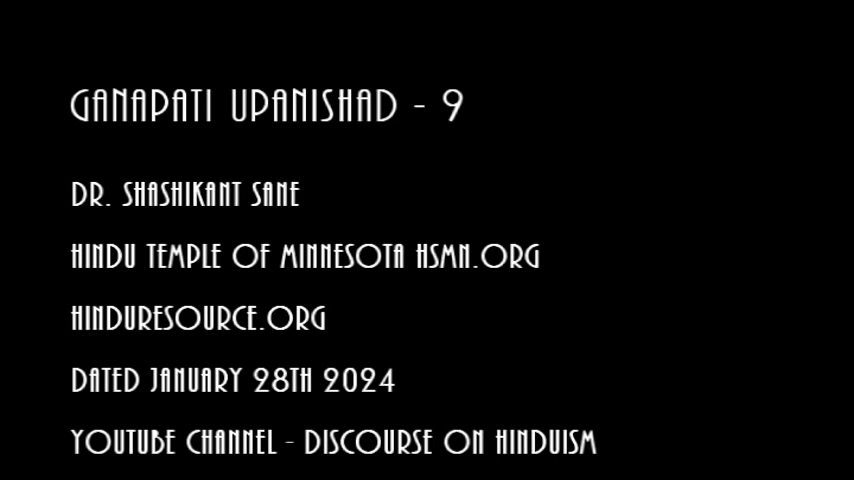 GANAPATI UPANISHAD - 9
DR. SHASHIKANT SANE
HINDU TEMPLE OF MINNESOTA HSMN.ORG
HINDURESOURCE.ORG
DATED JANUARY 28TH 2024
YOUTUBE CHANNEL - DISCOURSE ON HINDUISM